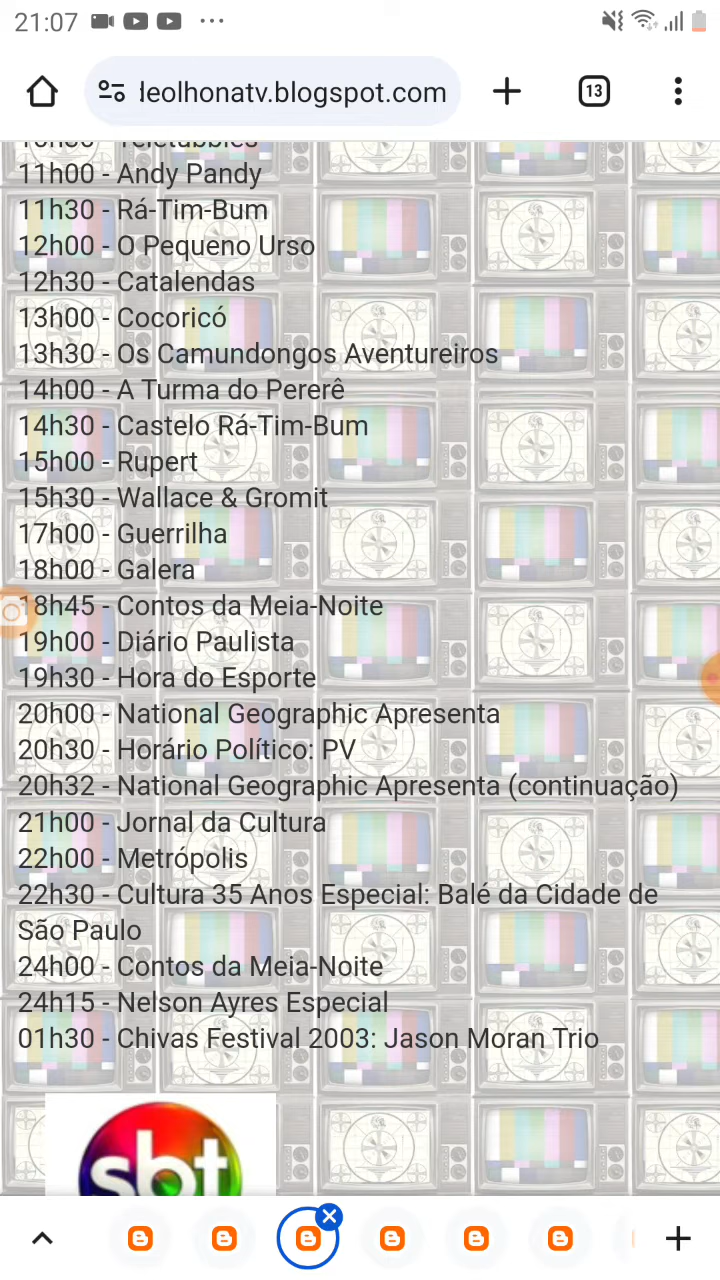 21:07
leolhonatv.blogspot.com
13
Teletubbies
11h00 - Andy Pandy
11h30 - Rá-Tim-Bum
12h00 - O Pequeno Urso
12h30 - Catalendas
13h00 - Cocoricó
13h30 - Os Camundongos Aventureiros
14h00 - A Turma do Pererê
14h30 - Castelo Rá-Tim-Bum
15h00 - Rupert
15h30 - Wallace & Gromit
17h00 - Guerrilha
18h00 - Galera
18h45 - Contos da Meia-Noite
19h00 - Diário Paulista
19h30 - Hora do Esporte
20h00 - National Geographic Apresenta
20h30 - Horário Político: PV
20h32 - National Geographic Apresenta (continuação)
21h00 - Jornal da Cultura
22h00 - Metrópolis
22h30 - Cultura 35 Anos Especial: Balé da Cidade de
São Paulo
24h00 - Contos da Meia-Noite
24h15 - Nelson Ayres Especial
01h30 - Chivas Festival 2003: Jason Moran Trio
sbt